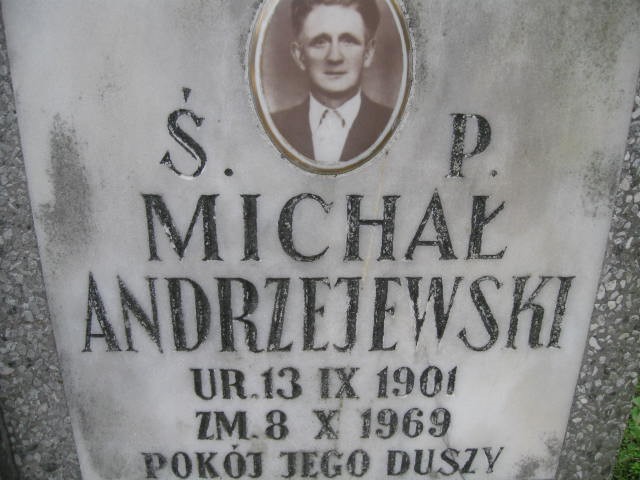 Ś. P.
MICHAŁ
ANDRZEJEWSKI
UR. 13 IX 1901
ZM. 8 X 1969
POKÓJ JEGO DUSZY